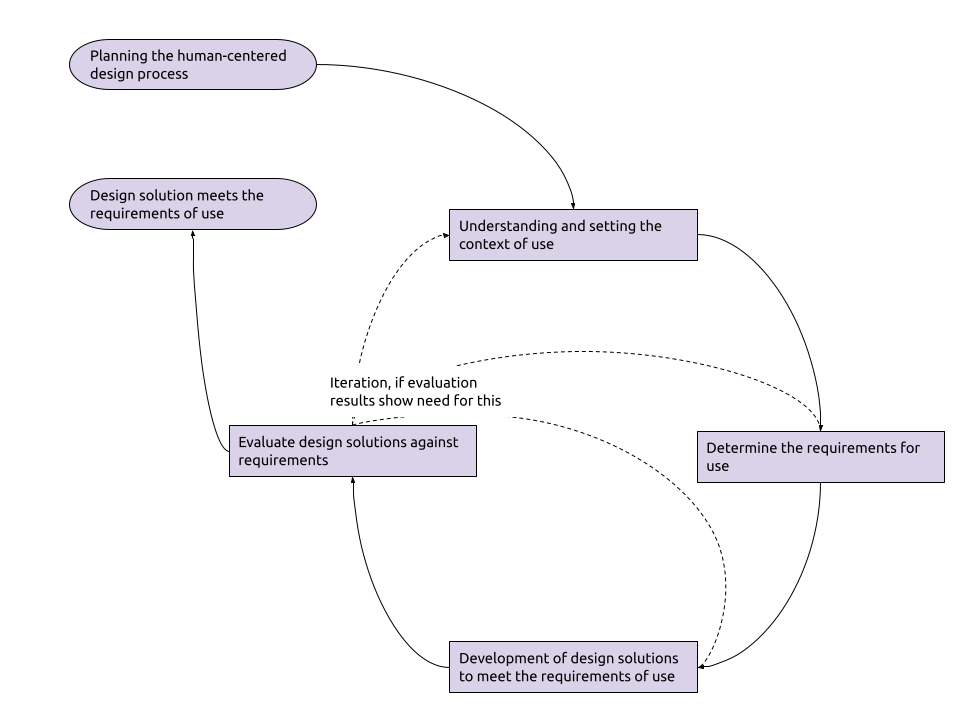 Planning the human-centered
design process
Design solution meets the
requirements of use
Understanding and setting the
context of use
Iteration, if evaluation
results show need for this
Evaluate design solutions against
requirements
Determine the requirements for
use
Development of design solutions
to meet the requirements of use